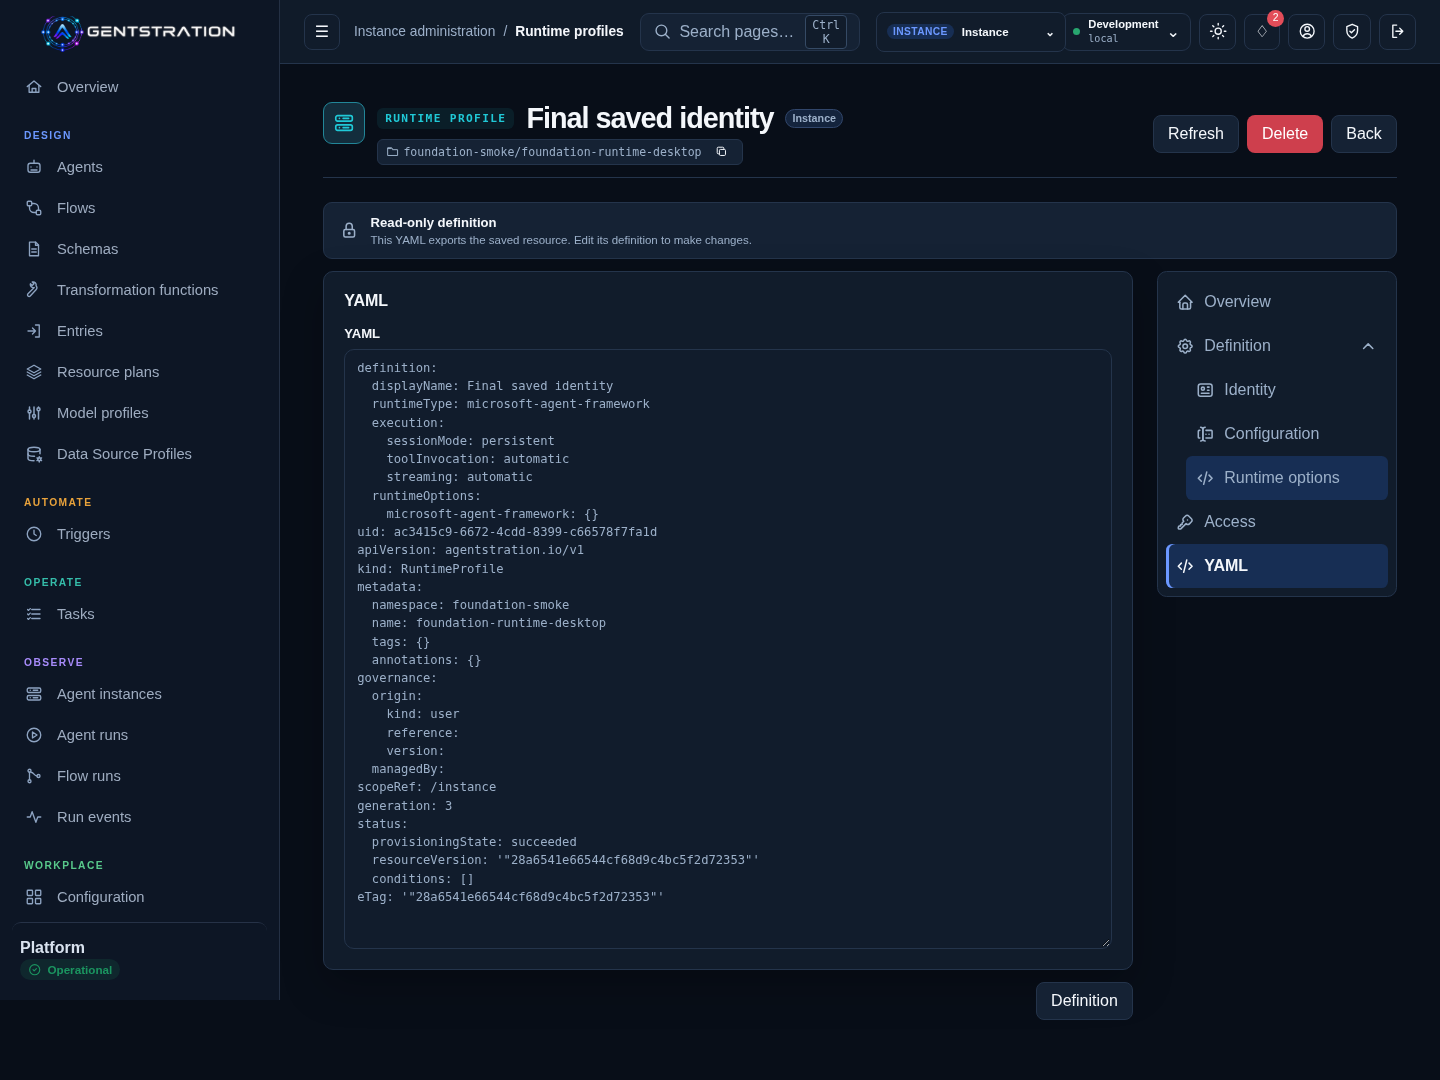 GENTSTRATION
Overview
DESIGN
Agents
Flows
Schemas
Transformation functions
Entries
Resource plans
Model profiles
Data Source Profiles
AUTOMATE
Triggers
OPERATE
Tasks
OBSERVE
Agent instances
Agent runs
Flow runs
Run events
WORKPLACE
Configuration
Platform
Operational
Instance administration / Runtime profiles
Search pages…
Ctrl K
INSTANCE Instance
Development
local
2
RUNTIME PROFILE
Final saved identity
Instance
foundation-smoke/foundation-runtime-desktop
Refresh
Delete
Back
Read-only definition
This YAML exports the saved resource. Edit its definition to make changes.
YAML
YAML
definition:
  displayName: Final saved identity
  runtimeType: microsoft-agent-framework
  execution:
    sessionMode: persistent
    toolInvocation: automatic
    streaming: automatic
  runtimeOptions:
    microsoft-agent-framework: {}
uid: ac3415c9-6672-4cdd-8399-c66578f7fa1d
apiVersion: agentstration.io/v1
kind: RuntimeProfile
metadata:
  namespace: foundation-smoke
  name: foundation-runtime-desktop
  tags: {}
  annotations: {}
governance:
  origin:
    kind: user
    reference:
    version:
  managedBy:
scopeRef: /instance
generation: 3
status:
  provisioningState: succeeded
  resourceVersion: '"28a6541e66544cf68d9c4bc5f2d72353"'
  conditions: []
eTag: '"28a6541e66544cf68d9c4bc5f2d72353"'
Definition
Overview
Definition
Identity
Configuration
Runtime options
Access
YAML